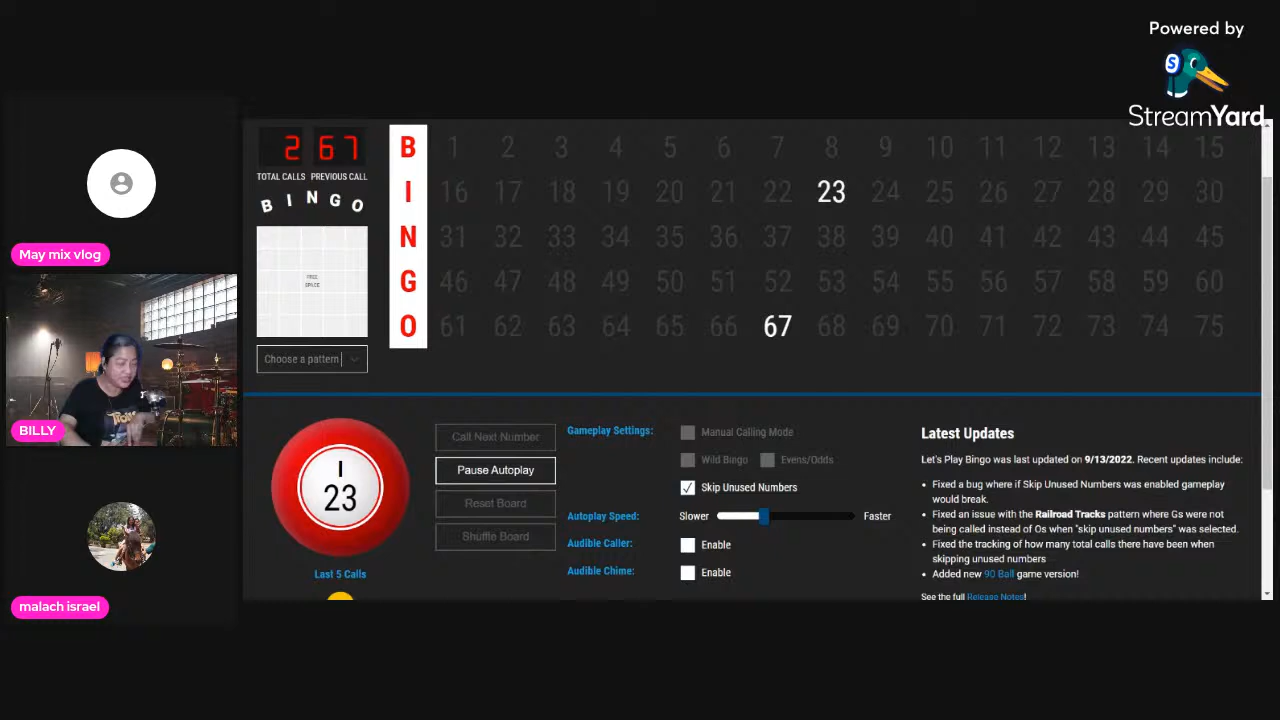 Powered by
S
StreamYard
May mix vlog
BILLY
malach israel
2 67
TOTAL CALLS PREVIOUS CALL
BINGO
FREE
SPACE
Choose a pattern
B 1 2 3 4 5 6 7 8 9 10 11 12 13 14 15
I 16 17 18 19 20 21 22 23 24 25 26 27 28 29 30
N 31 32 33 34 35 36 37 38 39 40 41 42 43 44 45
G 46 47 48 49 50 51 52 53 54 55 56 57 58 59 60
O 61 62 63 64 65 66 67 68 69 70 71 72 73 74 75
I
23
Last 5 Calls
Call Next Number
Pause Autoplay
Reset Board
Shuffle Board
Gameplay Settings:
Manual Calling Mode
Wild Bingo Evens/Odds
Skip Unused Numbers
Autoplay Speed: Slower Faster
Audible Caller: Enable
Audible Chime: Enable
Latest Updates
Let's Play Bingo was last updated on 9/13/2022. Recent updates include:
• Fixed a bug where if Skip Unused Numbers was enabled gameplay
would break.
• Fixed an issue with the Railroad Tracks pattern where Gs were not
being called instead of Os when "skip unused numbers" was selected.
• Fixed the tracking of how many total calls there have been when
skipping unused numbers
• Added new 90 Ball game version!
See the full Release Notes!